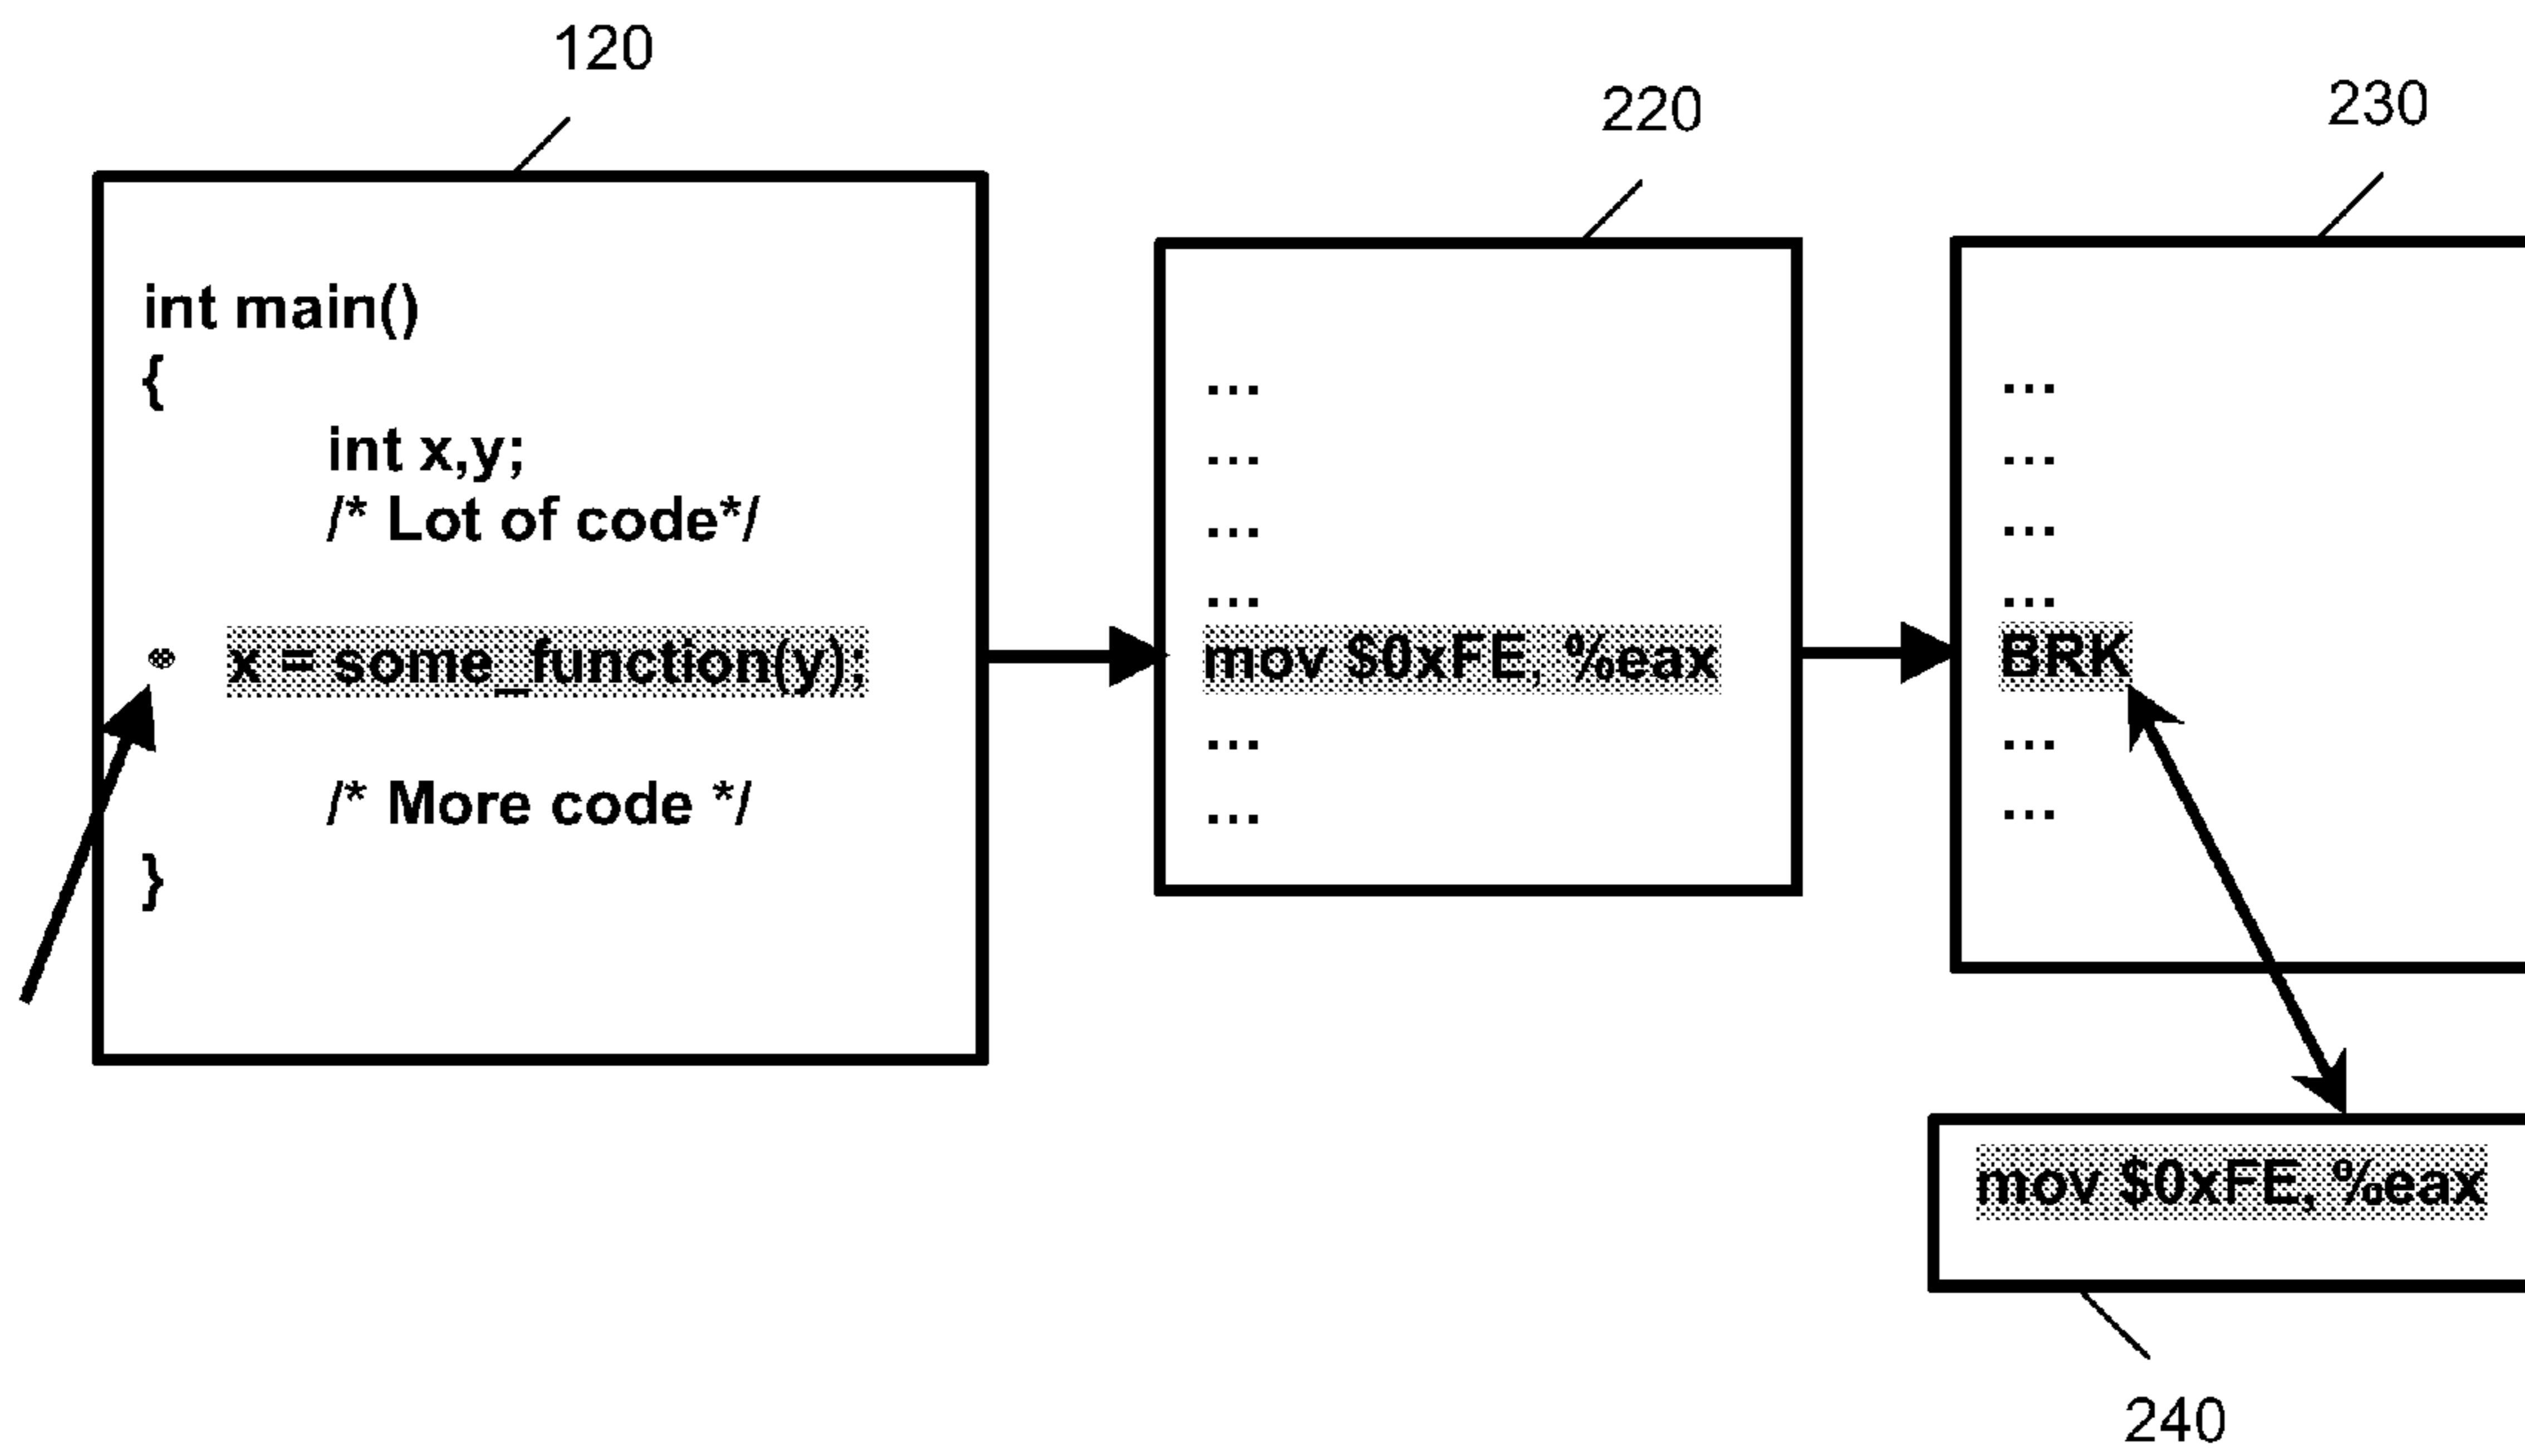 120
int main()
{
int x,y;
/* Lot of code*/
x = some_function(y);
/* More code */
}
220
...
...
...
...
mov $0xFE, %eax
...
...
230
...
...
...
...
BRK
...
...
mov $0xFE, %eax
240